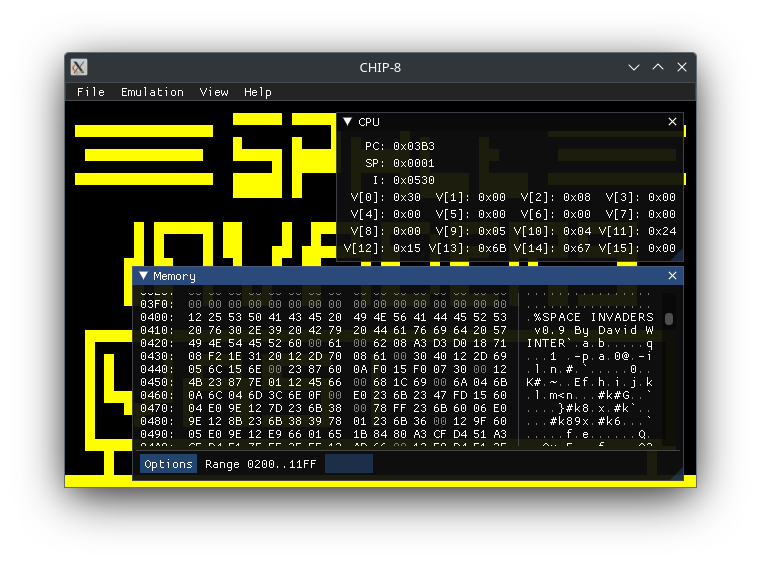 CHIP-8
File Emulation View Help
SPACE
INVADERS
CPU
PC: 0x03B3
SP: 0x0001
I: 0x0530
V[0]: 0x30 V[1]: 0x00 V[2]: 0x08 V[3]: 0x00
V[4]: 0x00 V[5]: 0x00 V[6]: 0x00 V[7]: 0x00
V[8]: 0x00 V[9]: 0x05 V[10]: 0x04 V[11]: 0x24
V[12]: 0x15 V[13]: 0x6B V[14]: 0x67 V[15]: 0x00
Memory
03F0: 00 00 00 00 00 00 00 00 00 00 00 00 00 00 00 00 ................
0400: 12 25 53 50 41 43 45 20 49 4E 56 41 44 45 52 53 .%SPACE INVADERS
0410: 20 76 30 2E 39 20 42 79 20 44 61 76 69 64 20 57 v0.9 By David W
0420: 49 4E 54 45 52 60 00 61 00 62 08 A3 D3 D0 18 71 INTER`.a.b.....q
0430: 08 F2 1E 31 20 12 2D 70 08 61 00 30 40 12 2D 69 ...1 .-p.a.0@.-i
0440: 05 6C 15 6E 00 23 87 60 0A F0 15 F0 07 30 00 12 .l.n.#.`.....0..
0450: 4B 23 87 7E 01 12 45 66 00 68 1C 69 00 6A 04 6B K#.~..Ef.h.i.j.k
0460: 0A 6C 04 6D 3C 6E 0F 00 E0 23 6B 23 47 FD 15 60 .l.m<n...#k#G..`
0470: 04 E0 9E 12 7D 23 6B 38 00 78 FF 23 6B 60 06 E0 ....}#k8.x.#k`..
0480: 9E 12 8B 23 6B 38 39 78 01 23 6B 36 00 12 9F 60 ...#k89x.#k6...`
0490: 05 E0 9E 12 E9 66 01 65 1B 84 80 A3 CF D4 51 A3 .....f.e......Q.
Options Range 0200..11FF